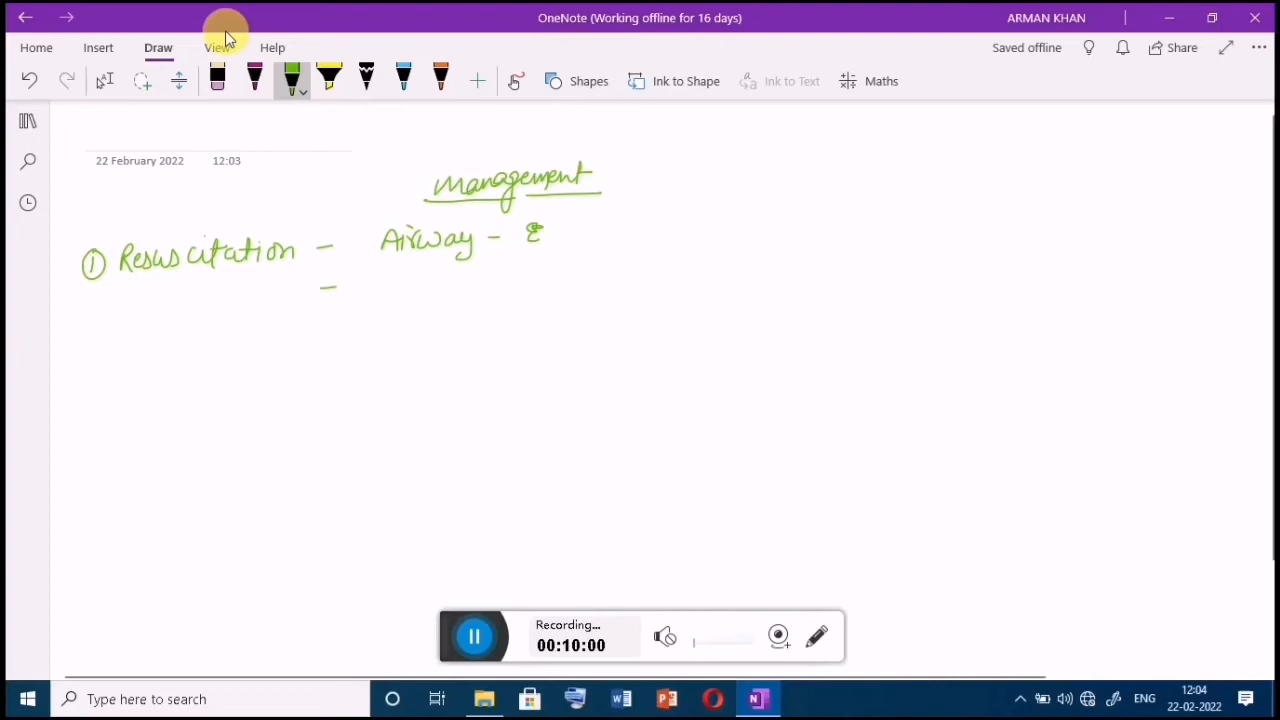 OneNote (Working offline for 16 days)
ARMAN KHAN
Home Insert Draw View Help
Saved offline
Share
Shapes
Ink to Shape
Ink to Text
Maths
22 February 2022 12:03
Management
① Resuscitation - Airway -
-
Recording...
00:10:00
Type here to search
ENG
12:04
22-02-2022